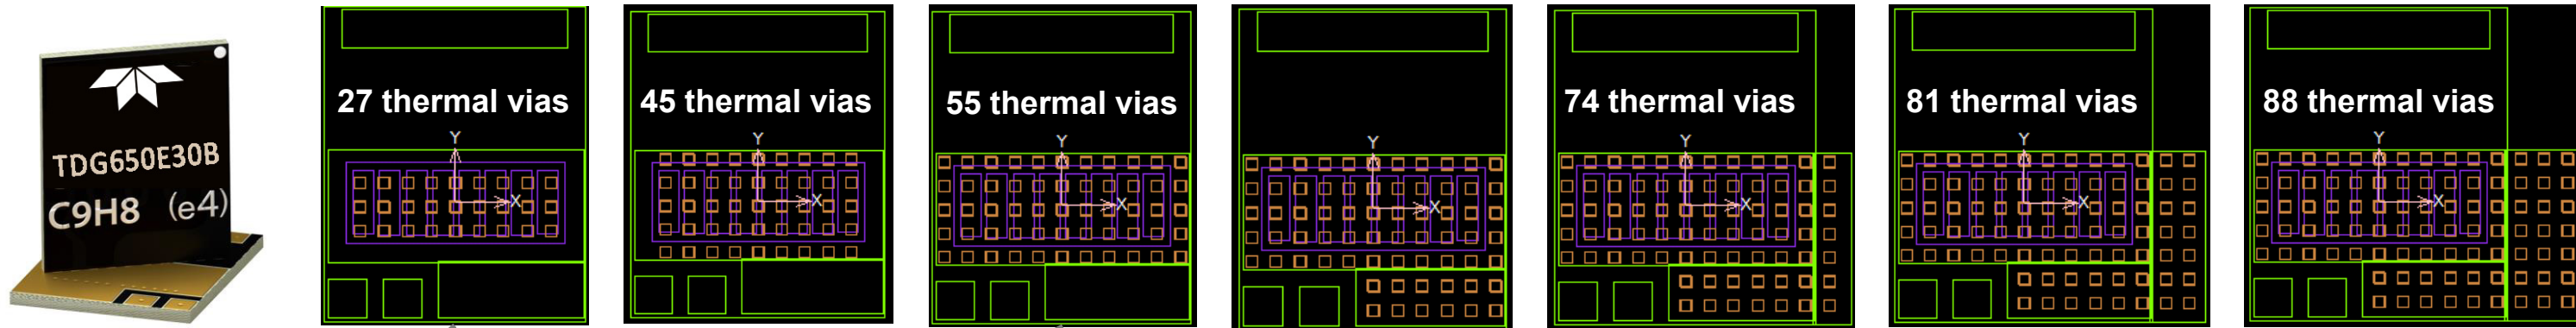 TDG650E30B
C9H8 (e4)
27 thermal vias
Y
X
45 thermal vias
Y
X
55 thermal vias
Y
X
Y
X
74 thermal vias
Y
X
81 thermal vias
Y
X
88 thermal vias
Y
X